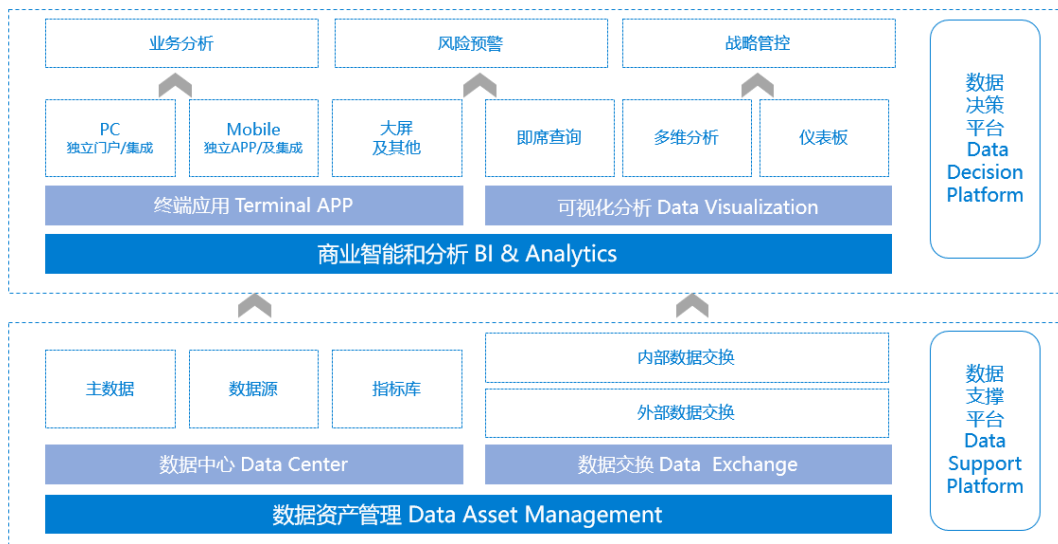 业务分析
风险预警
战略管控
PC
独立门户/集成
Mobile
独立APP/及集成
大屏
及其他
即席查询
多维分析
仪表板
终端应用 Terminal APP
可视化分析 Data Visualization
商业智能和分析 BI & Analytics
数据
决策
平台
Data
Decision
Platform
主数据
数据源
指标库
内部数据交换
外部数据交换
数据中心 Data Center
数据交换 Data Exchange
数据资产管理 Data Asset Management
数据
支撑
平台
Data
Support
Platform